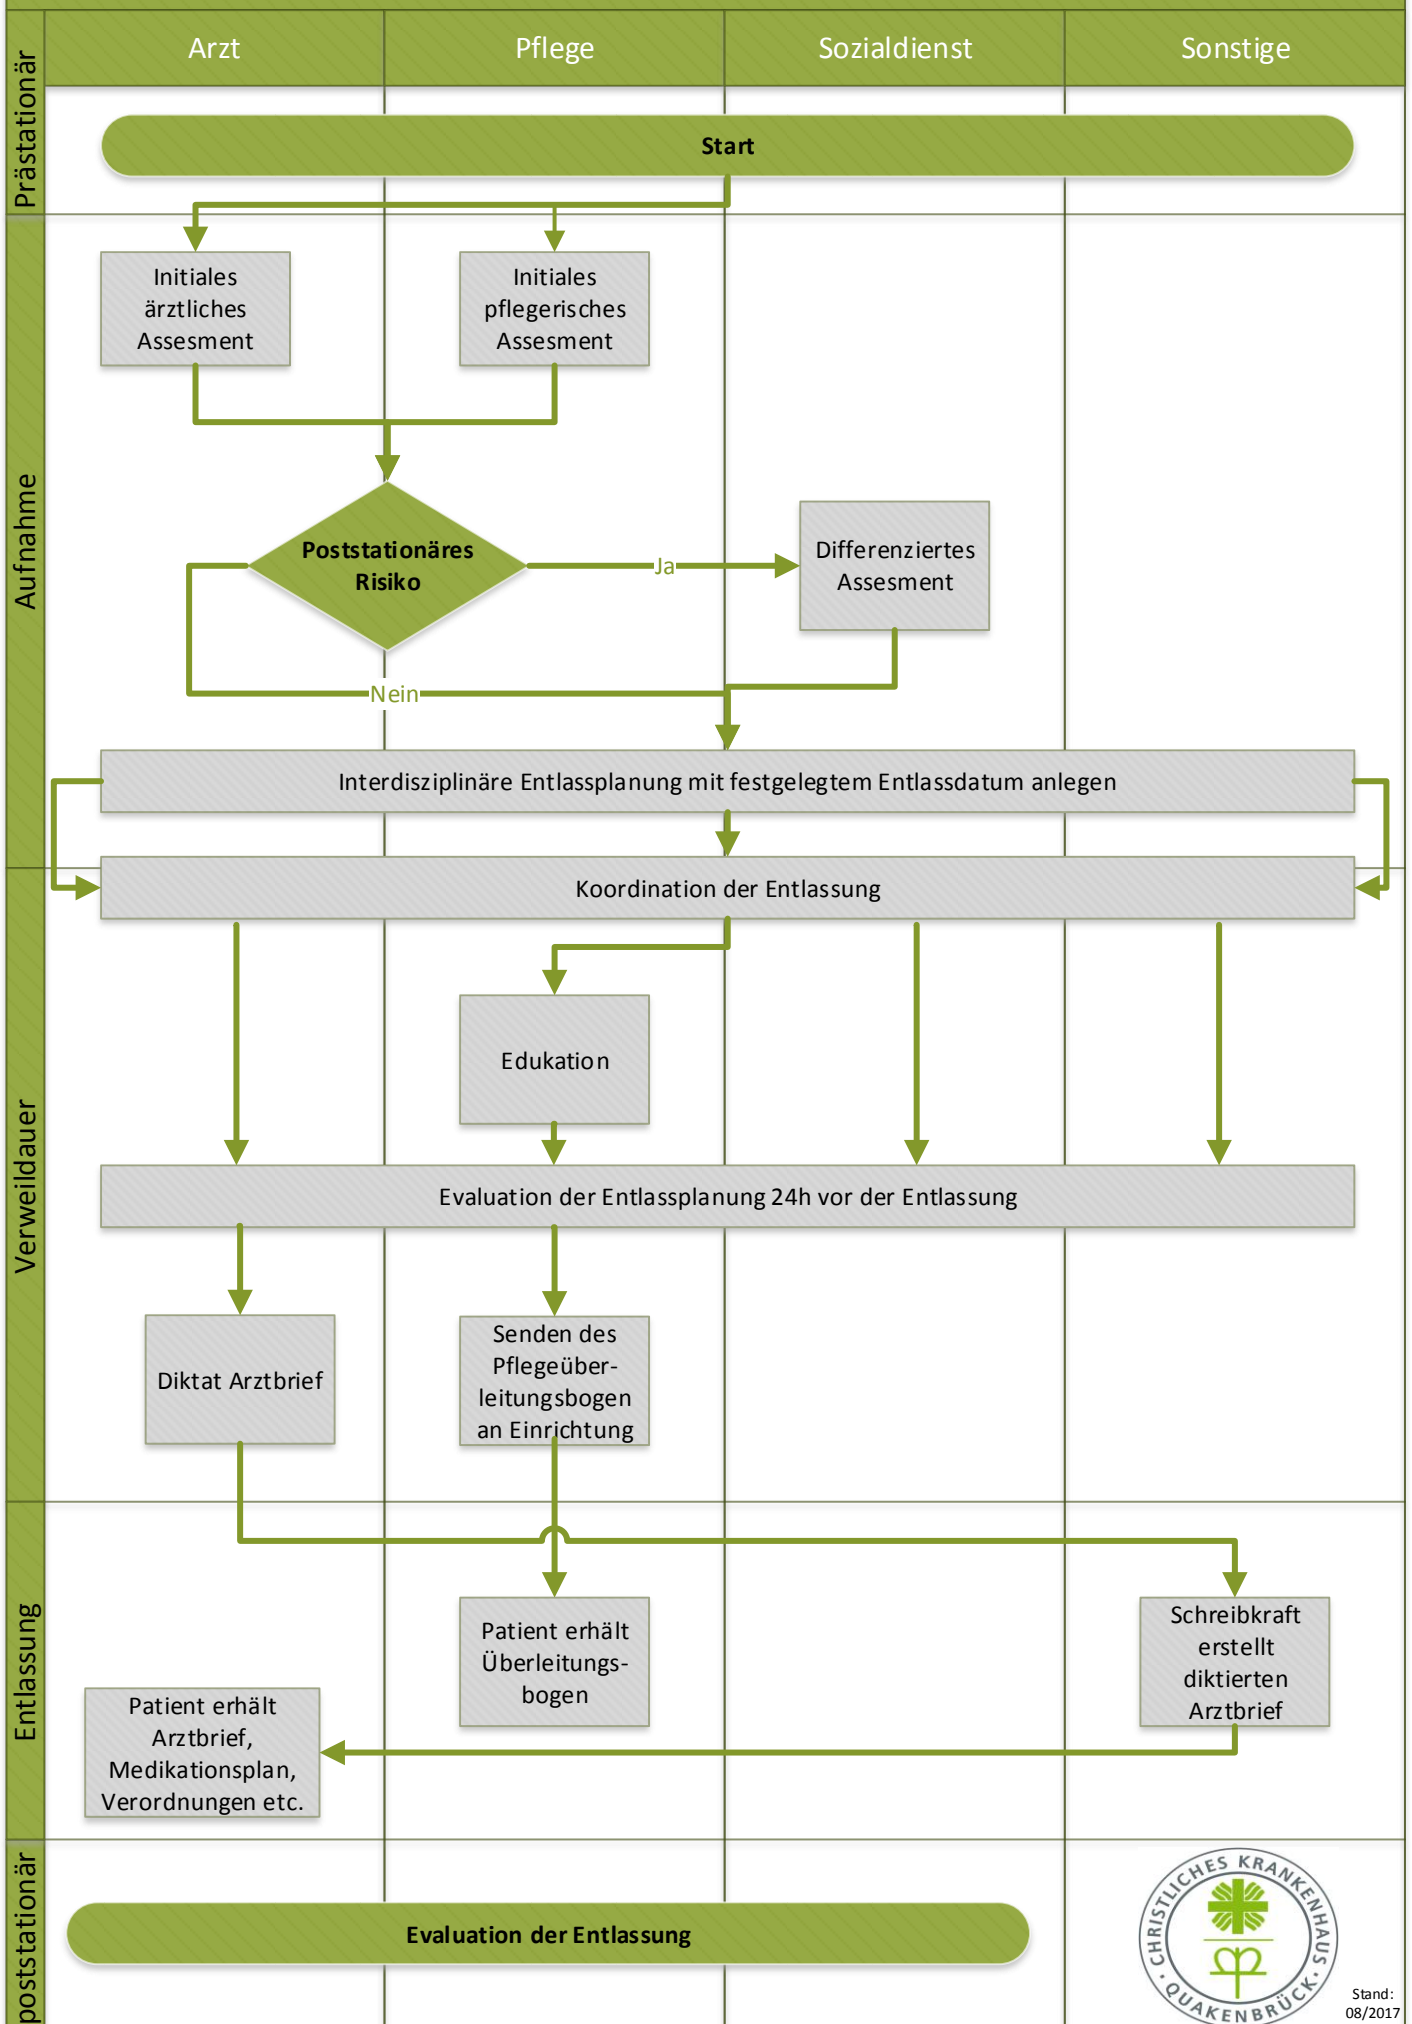 Arzt
Pflege
Sozialdienst
Sonstige
Prästationär
Start
Aufnahme
Initiales
ärztliches
Assesment
Initiales
pflegerisches
Assesment
Poststationäres
Risiko
Ja
Differenziertes
Assesment
Nein
Interdisziplinäre Entlassplanung mit festgelegtem Entlassdatum anlegen
Verweildauer
Koordination der Entlassung
Edukation
Evaluation der Entlassplanung 24h vor der Entlassung
Diktat Arztbrief
Senden des
Pflegeüber-
leitungsbogen
an Einrichtung
Entlassung
Patient erhält
Überleitungs-
bogen
Schreibkraft
erstellt
diktierten
Arztbrief
Patient erhält
Arztbrief,
Medikationsplan,
Verordnungen etc.
poststationär
Evaluation der Entlassung
CHRISTLICHES KRANKENHAUS
· QUAKENBRÜCK ·
Stand:
08/2017